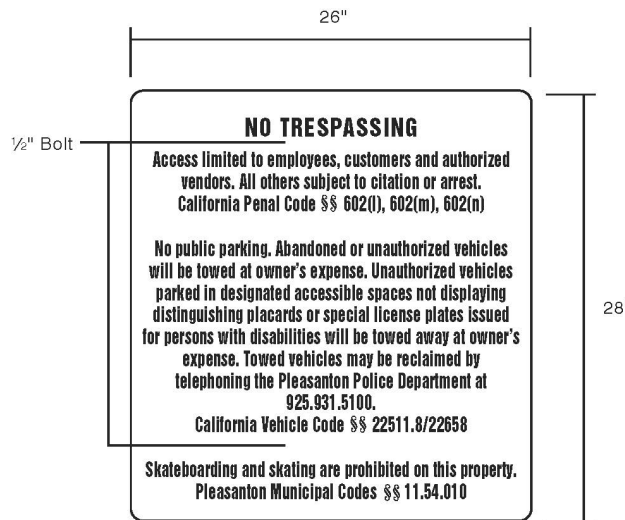 26"
½" Bolt
NO TRESPASSING
Access limited to employees, customers and authorized
vendors. All others subject to citation or arrest.
California Penal Code §§ 602(l), 602(m), 602(n)
No public parking. Abandoned or unauthorized vehicles
will be towed at owner's expense. Unauthorized vehicles
parked in designated accessible spaces not displaying
distinguishing placards or special license plates issued
for persons with disabilities will be towed away at owner's
expense. Towed vehicles may be reclaimed by
telephoning the Pleasanton Police Department at
925.931.5100.
California Vehicle Code §§ 22511.8/22658
28
Skateboarding and skating are prohibited on this property.
Pleasanton Municipal Codes §§ 11.54.010